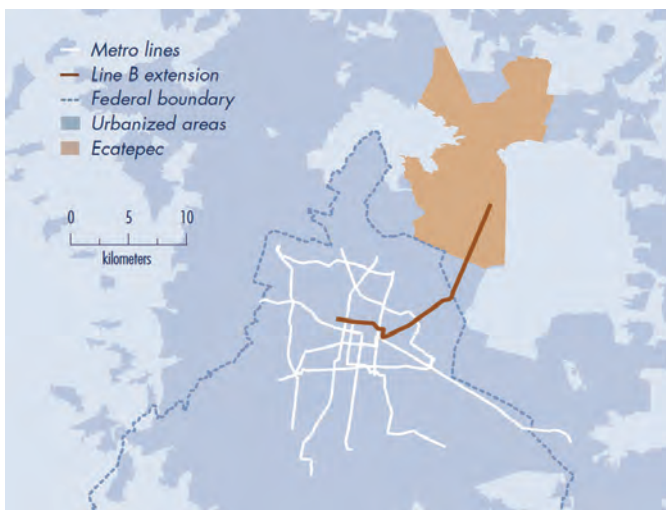 Metro lines
Line B extension
Federal boundary
Urbanized areas
Ecatepec
0 5 10
kilometers